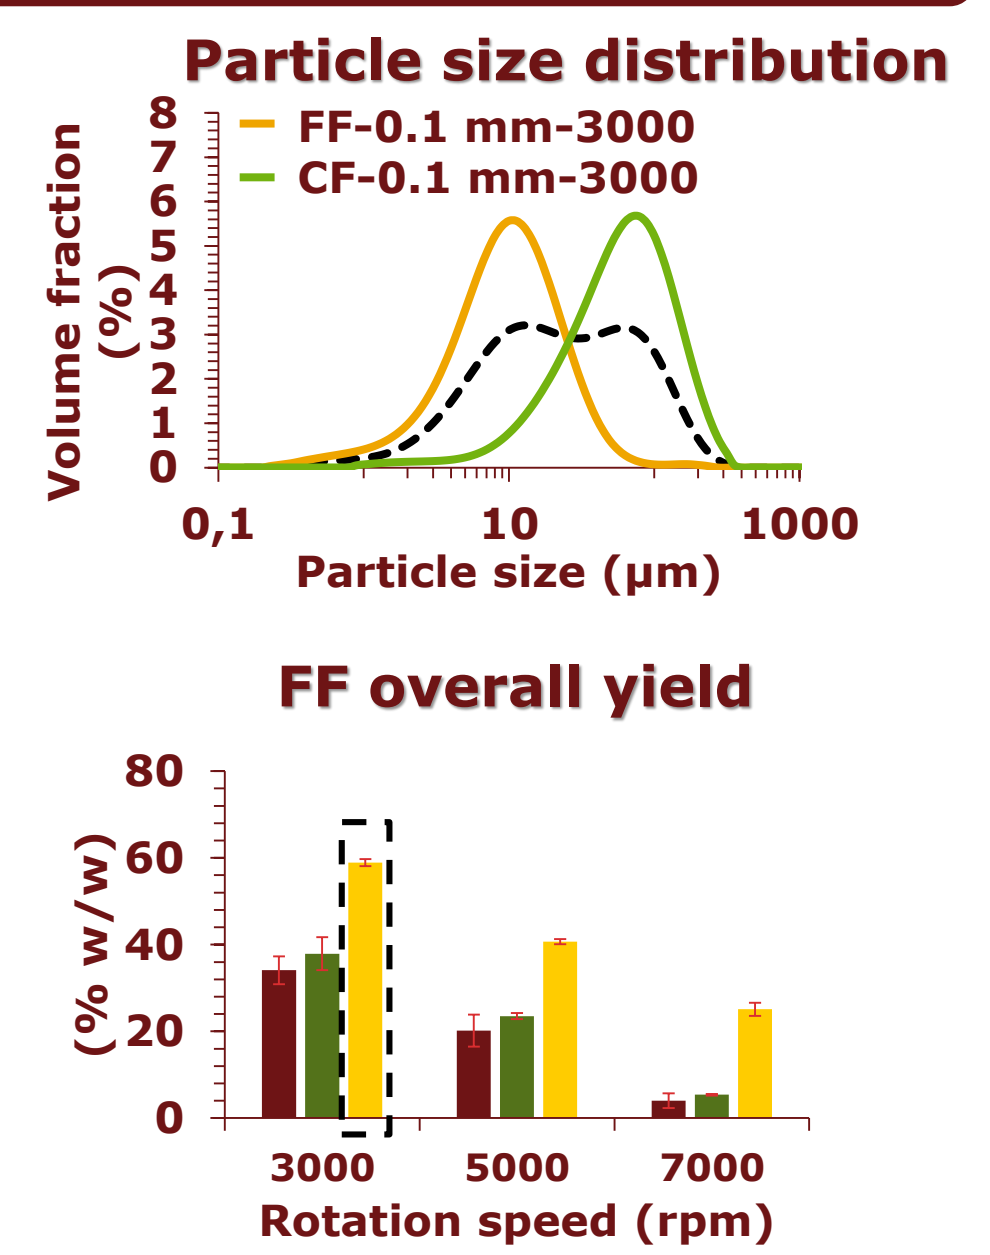 Particle size distribution
Volume fraction
(%)
8
7
6
5
4
3
2
1
0
FF-0.1 mm-3000
CF-0.1 mm-3000
0,1 10 1000
Particle size (µm)
FF overall yield
(% w/w)
80
60
40
20
0
3000 5000 7000
Rotation speed (rpm)